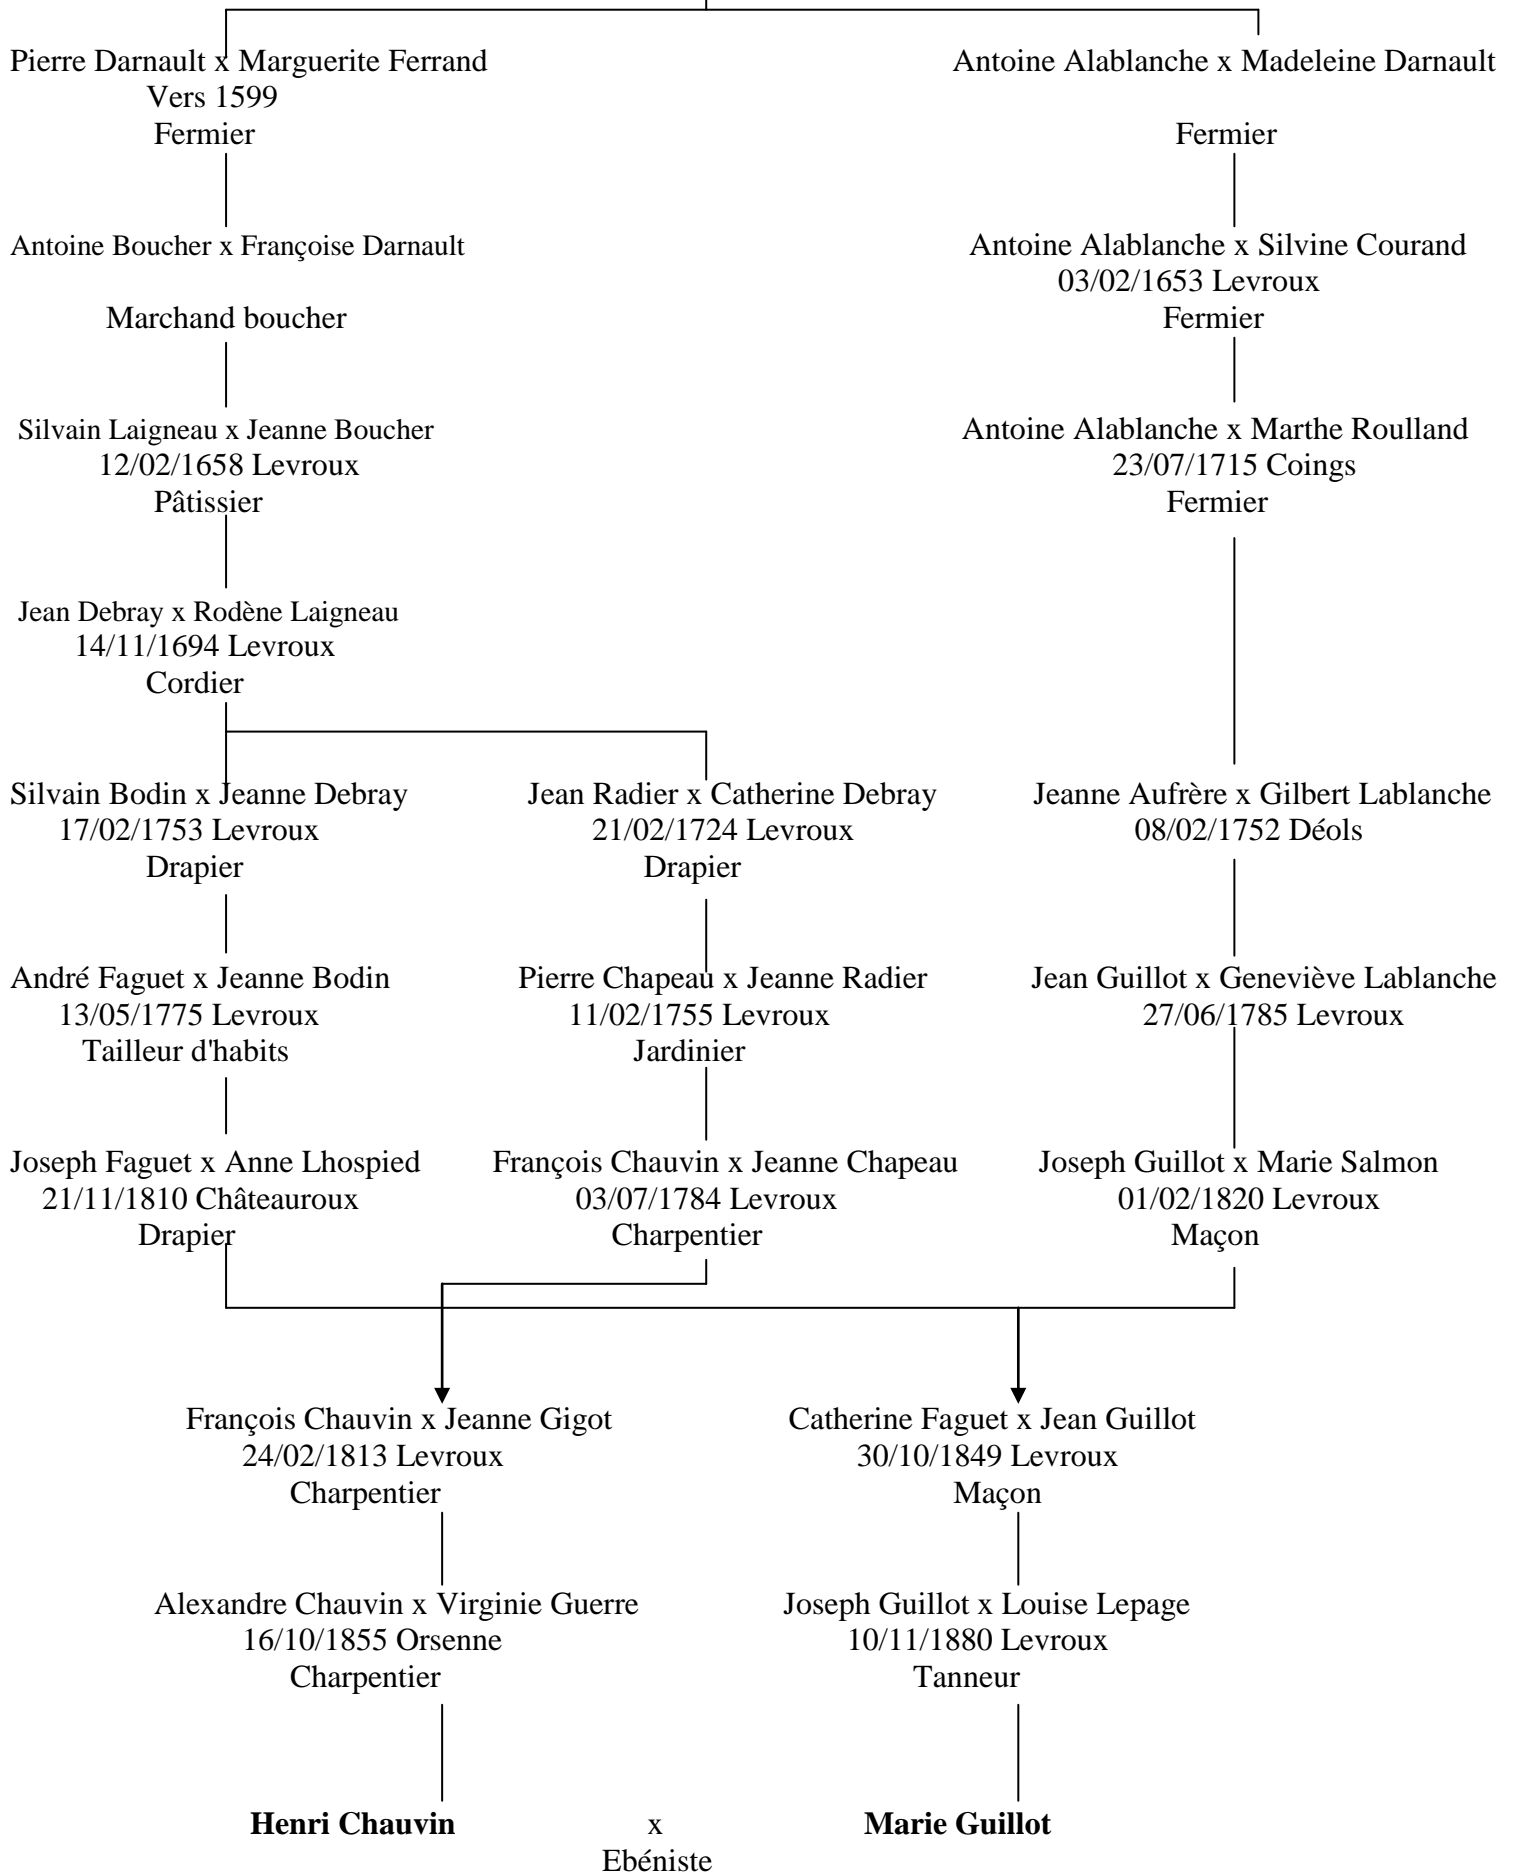 Pierre Darnault x Marguerite Ferrand
Vers 1599
Fermier
Antoine Alablanche x Madeleine Darnault
Fermier
Antoine Boucher x Françoise Darnault
Marchand boucher
Antoine Alablanche x Silvine Courand
03/02/1653 Levroux
Fermier
Silvain Laigneau x Jeanne Boucher
12/02/1658 Levroux
Pâtissier
Antoine Alablanche x Marthe Roulland
23/07/1715 Coings
Fermier
Jean Debray x Rodène Laigneau
14/11/1694 Levroux
Cordier
Silvain Bodin x Jeanne Debray
17/02/1753 Levroux
Drapier
Jean Radier x Catherine Debray
21/02/1724 Levroux
Drapier
Jeanne Aufrère x Gilbert Lablanche
08/02/1752 Déols
André Faguet x Jeanne Bodin
13/05/1775 Levroux
Tailleur d'habits
Pierre Chapeau x Jeanne Radier
11/02/1755 Levroux
Jardinier
Jean Guillot x Geneviève Lablanche
27/06/1785 Levroux
Joseph Faguet x Anne Lhospied
21/11/1810 Châteauroux
Drapier
François Chauvin x Jeanne Chapeau
03/07/1784 Levroux
Charpentier
Joseph Guillot x Marie Salmon
01/02/1820 Levroux
Maçon
François Chauvin x Jeanne Gigot
24/02/1813 Levroux
Charpentier
Catherine Faguet x Jean Guillot
30/10/1849 Levroux
Maçon
Alexandre Chauvin x Virginie Guerre
16/10/1855 Orsenne
Charpentier
Joseph Guillot x Louise Lepage
10/11/1880 Levroux
Tanneur
Henri Chauvin x Marie Guillot
Ebéniste